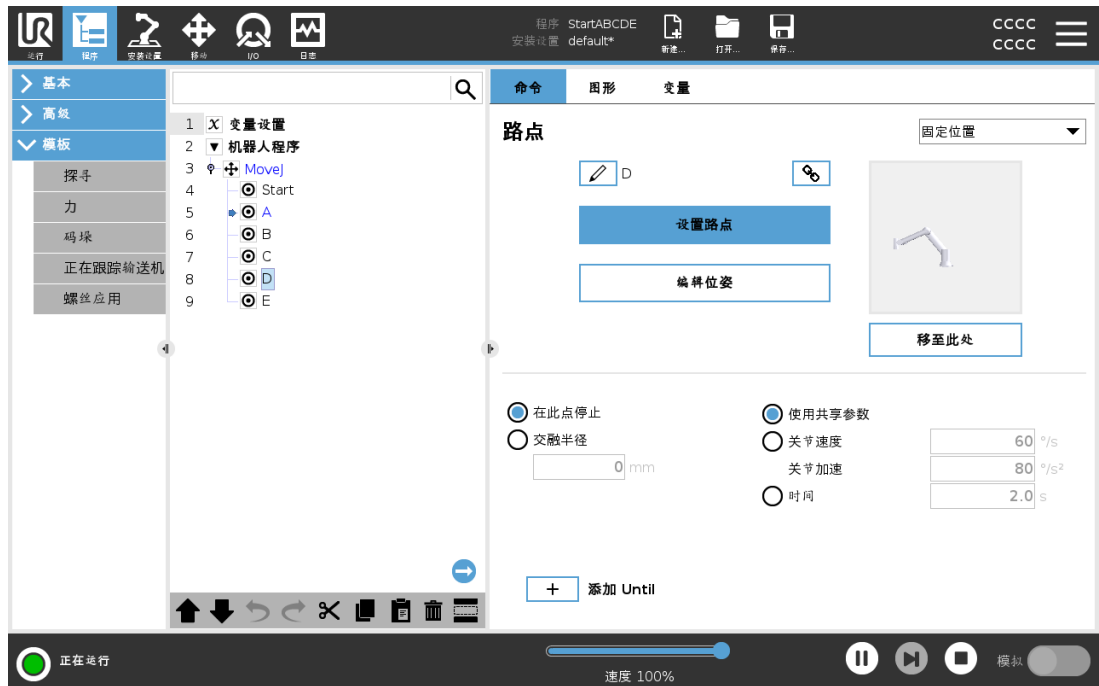 UR
程序 StartABCDE
安装设置 default*
运行 程序 安装设置 移动 I/O 日志
新建... 打开... 保存...
CCCC
CCCC
基本
高级
模板
探寻
力
码垛
正在跟踪输送机
螺丝应用
1 X 变量设置
2 机器人程序
3 MoveJ
4 Start
5 A
6 B
7 C
8 D
9 E
命令 图形 变量
路点
固定位置
D
设置路点
编辑位姿
移至此处
在此点停止
交融半径
0 mm
使用共享参数
关节速度 60 °/s
关节加速 80 °/s²
时间 2.0 s
+ 添加 Until
正在运行
速度 100%
模拟